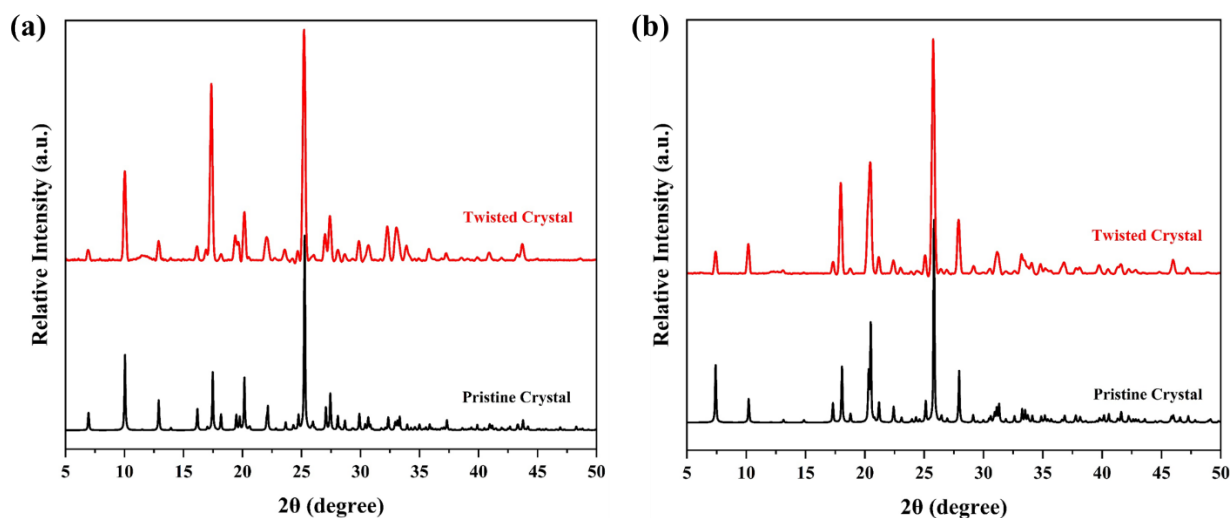 (a)
Relative Intensity (a.u.)
Twisted Crystal
Pristine Crystal
5 10 15 20 25 30 35 40 45 50
2θ (degree)
(b)
Relative Intensity (a.u.)
Twisted Crystal
Pristine Crystal
5 10 15 20 25 30 35 40 45 50
2θ (degree)